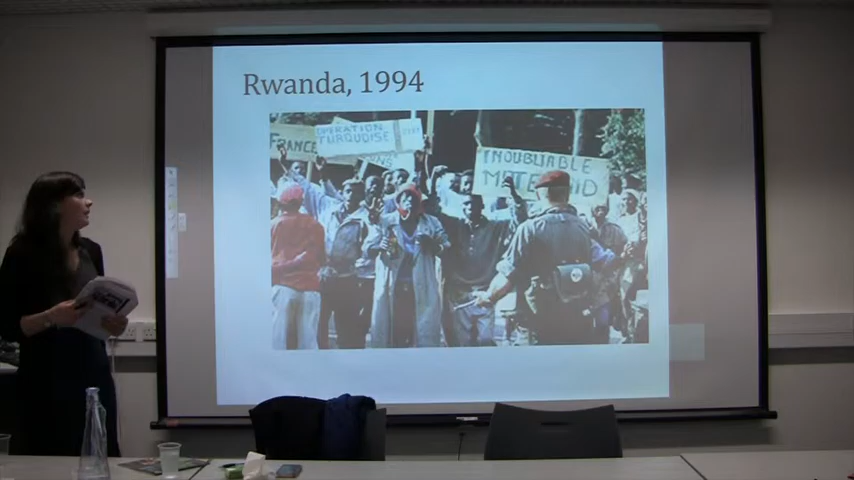 Rwanda, 1994
FRANCE
OPERATION
TURQUOISE
INOUBLIABLE